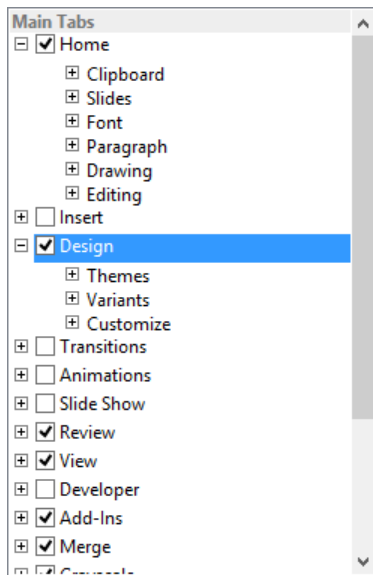 Main Tabs
Home
Clipboard
Slides
Font
Paragraph
Drawing
Editing
Insert
Design
Themes
Variants
Customize
Transitions
Animations
Slide Show
Review
View
Developer
Add-Ins
Merge